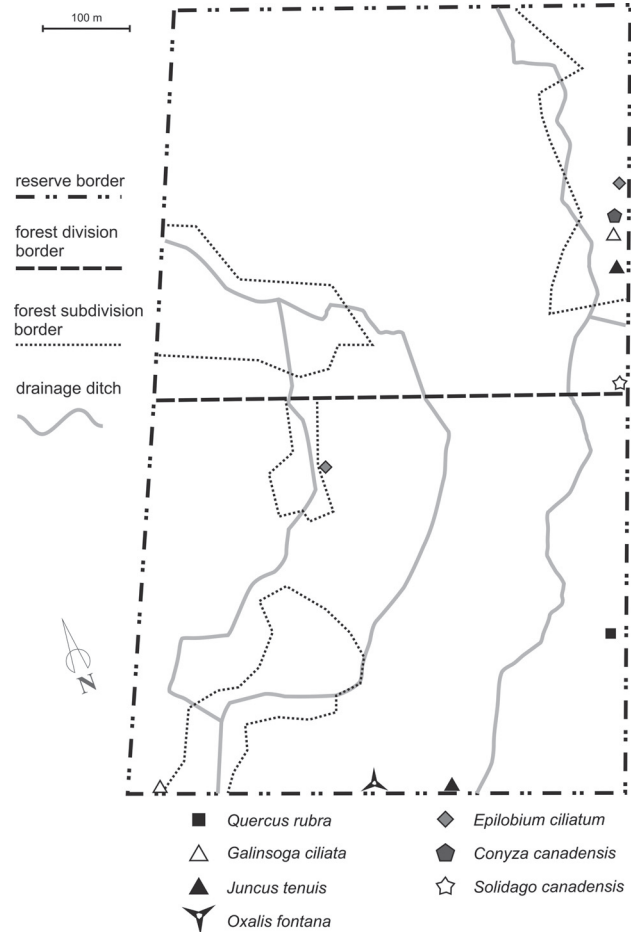 100 m
reserve border
forest division
border
forest subdivision
border
drainage ditch
N
Quercus rubra
Galinsoga ciliata
Juncus tenuis
Oxalis fontana
Epilobium ciliatum
Conyza canadensis
Solidago canadensis